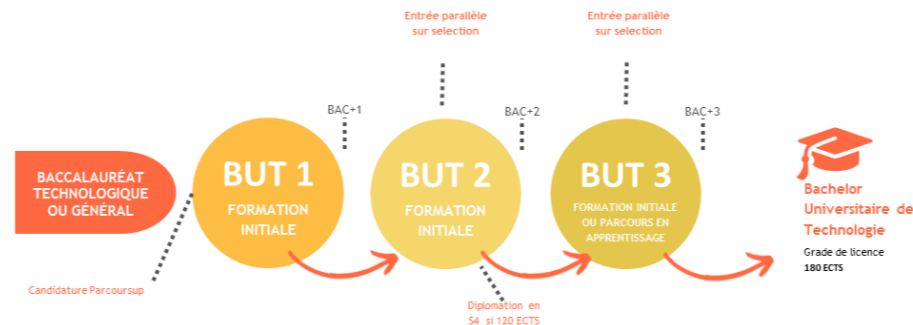 Entrée parallèle
sur selection
Entrée parallèle
sur selection
BAC+1
BAC+2
BAC+3
BACCALAURÉAT
TECHNOLOGIQUE
OU GÉNÉRAL
BUT 1
FORMATION
INITIALE
BUT 2
FORMATION
INITIALE
BUT 3
FORMATION INITIALE
OU PARCOURS EN
APPRENTISSAGE
Bachelor
Universitaire de
Technologie
Grade de licence
180 ECTS
Candidature Parcoursup
Diplomation en
S4 si 120 ECTS